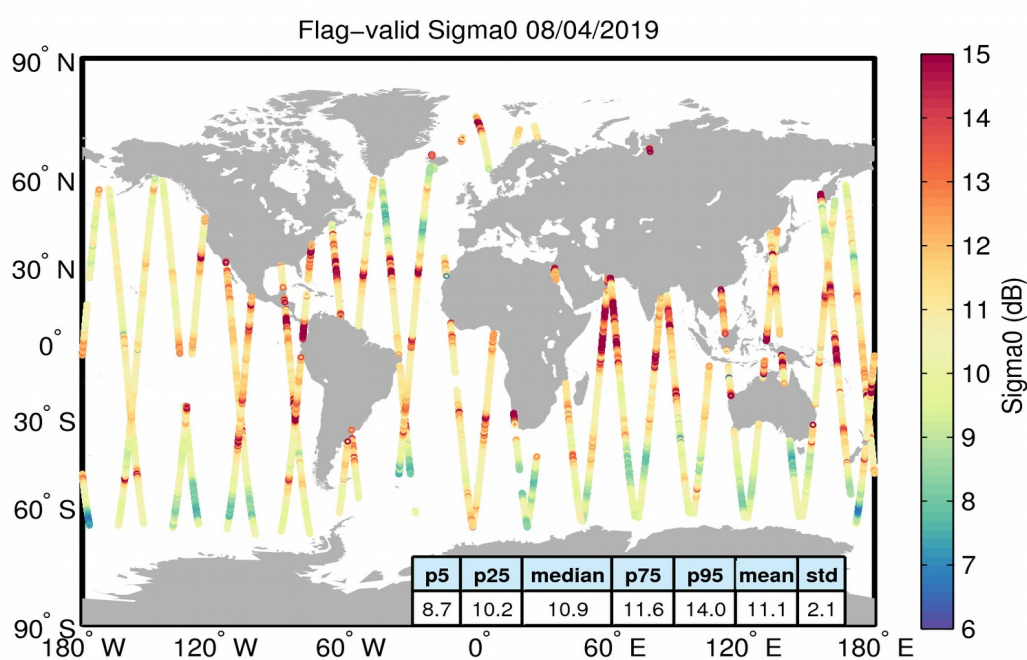 Flag−valid Sigma0 08/04/2019
90° N
60° N
30° N
0°
30° S
60° S
90° S
180° W 120° W 60° W 0° 60° E 120° E 180° E
p5 p25 median p75 p95 mean std
8.7 10.2 10.9 11.6 14.0 11.1 2.1
15
14
13
12
11
10
9
8
7
6
Sigma0 (dB)